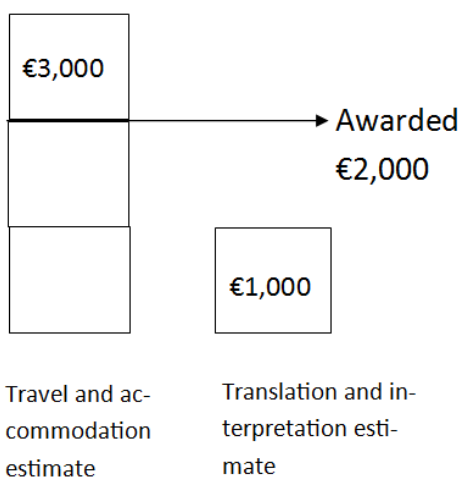 €3,000
Awarded
€2,000
€1,000
Travel and ac-
commodation
estimate
Translation and in-
terpretation esti-
mate